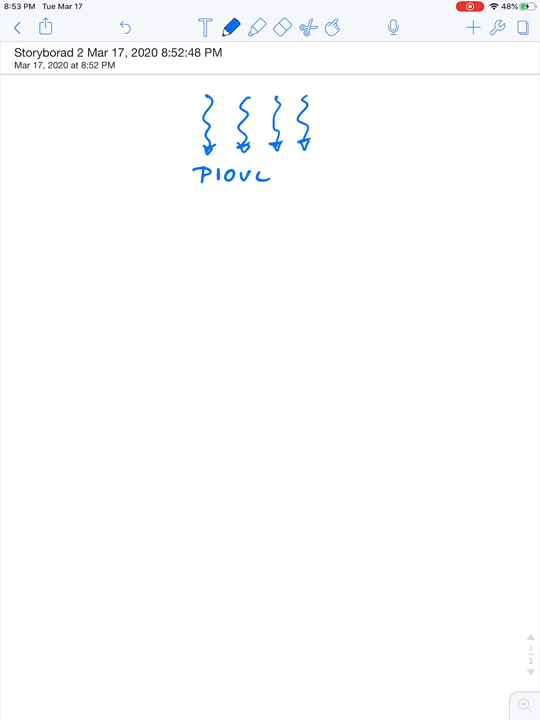 8:53 PM Tue Mar 17 48%
T
Storyborad 2 Mar 17, 2020 8:52:48 PM
Mar 17, 2020 at 8:52 PM
PIOVC
1
2